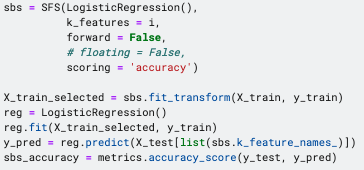 sbs = SFS(LogisticRegression(),
k_features = i,
forward = False,
# floating = False,
scoring = 'accuracy')
X_train_selected = sbs.fit_transform(X_train, y_train)
reg = LogisticRegression()
reg.fit(X_train_selected, y_train)
y_pred = reg.predict(X_test[list(sbs.k_feature_names_)])
sbs_accuracy = metrics.accuracy_score(y_test, y_pred)